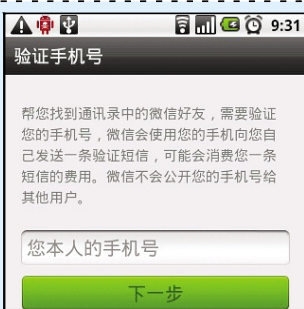 9:31
验证手机号
帮您找到通讯录中的微信好友，需要验证
您的手机号，微信会使用您的手机向您自
己发送一条验证短信，可能会消费您一条
短信的费用。微信不会公开您的手机号给
其他用户。
您本人的手机号
下一步